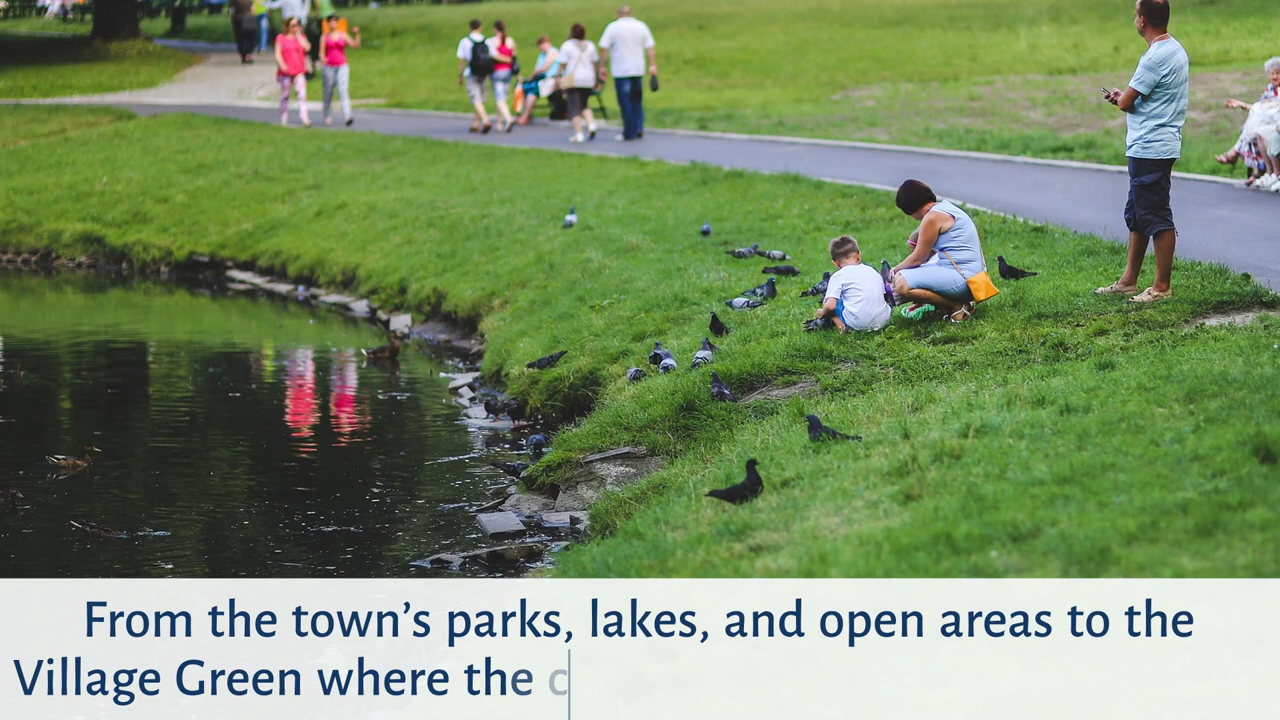 From the town’s parks, lakes, and open areas to the
Village Green where the c